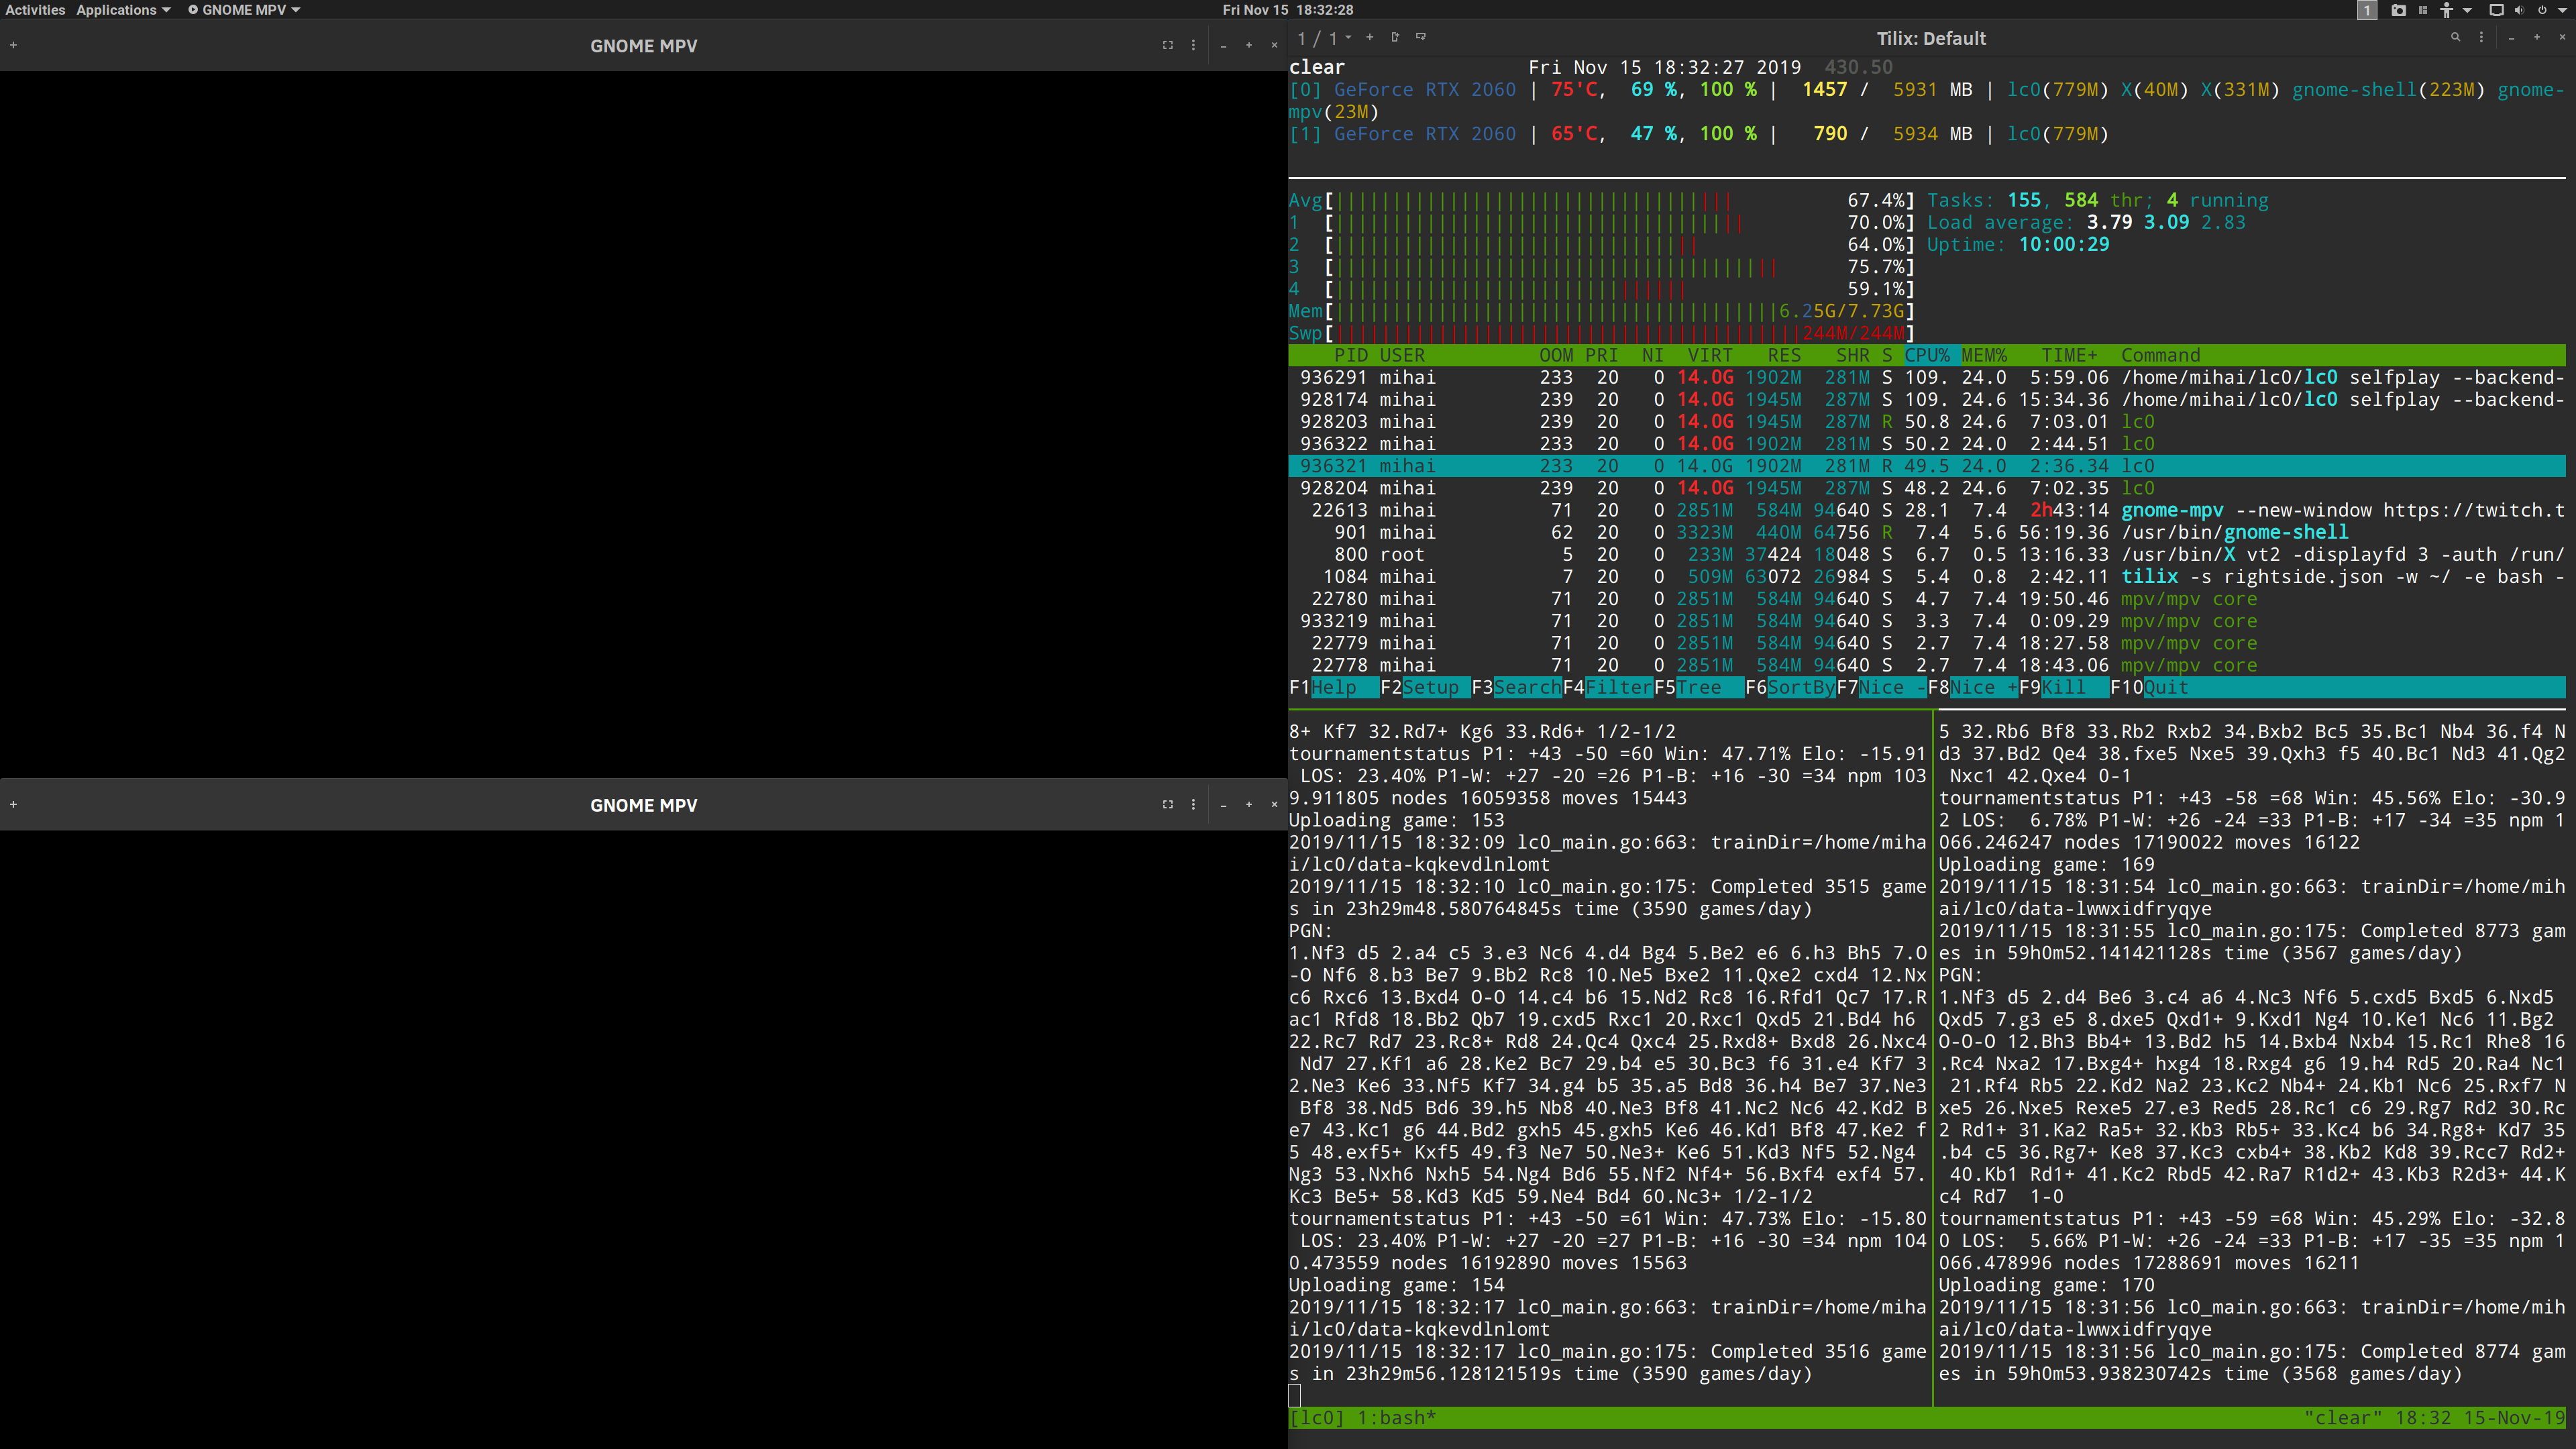 Activities Applications GNOME MPV Fri Nov 15 18:32:28 1
GNOME MPV
GNOME MPV
1 / 1 Tilix: Default
clear Fri Nov 15 18:32:27 2019 430.50
[0] GeForce RTX 2060 | 75'C, 69 %, 100 % | 1457 / 5931 MB | lc0(779M) X(40M) X(331M) gnome-shell(223M) gnome-
mpv(23M)
[1] GeForce RTX 2060 | 65'C, 47 %, 100 % | 790 / 5934 MB | lc0(779M)
Avg[ 67.4%] Tasks: 155, 584 thr; 4 running
1 [ 70.0%] Load average: 3.79 3.09 2.83
2 [ 64.0%] Uptime: 10:00:29
3 [ 75.7%]
4 [ 59.1%]
Mem[ 6.25G/7.73G]
Swp[ 244M/244M]
PID USER OOM PRI NI VIRT RES SHR S CPU% MEM% TIME+ Command
936291 mihai 233 20 0 14.0G 1902M 281M S 109. 24.0 5:59.06 /home/mihai/lc0/lc0 selfplay --backend-
928174 mihai 239 20 0 14.0G 1945M 287M S 109. 24.6 15:34.36 /home/mihai/lc0/lc0 selfplay --backend-
928203 mihai 239 20 0 14.0G 1945M 287M R 50.8 24.6 7:03.01 lc0
936322 mihai 233 20 0 14.0G 1902M 281M S 50.2 24.0 2:44.51 lc0
936321 mihai 233 20 0 14.0G 1902M 281M R 49.5 24.0 2:36.34 lc0
928204 mihai 239 20 0 14.0G 1945M 287M S 48.2 24.6 7:02.35 lc0
22613 mihai 71 20 0 2851M 584M 94640 S 28.1 7.4 2h43:14 gnome-mpv --new-window https://twitch.t
901 mihai 62 20 0 3323M 440M 64756 R 7.4 5.6 56:19.36 /usr/bin/gnome-shell
800 root 5 20 0 233M 37424 18048 S 6.7 0.5 13:16.33 /usr/bin/X vt2 -displayfd 3 -auth /run/
1084 mihai 7 20 0 509M 63072 26984 S 5.4 0.8 2:42.11 tilix -s rightside.json -w ~/ -e bash -
22780 mihai 71 20 0 2851M 584M 94640 S 4.7 7.4 19:50.46 mpv/mpv core
933219 mihai 71 20 0 2851M 584M 94640 S 3.3 7.4 0:09.29 mpv/mpv core
22779 mihai 71 20 0 2851M 584M 94640 S 2.7 7.4 18:27.58 mpv/mpv core
22778 mihai 71 20 0 2851M 584M 94640 S 2.7 7.4 18:43.06 mpv/mpv core
F1Help F2Setup F3SearchF4FilterF5Tree F6SortByF7Nice -F8Nice +F9Kill F10Quit
8+ Kf7 32.Rd7+ Kg6 33.Rd6+ 1/2-1/2
tournamentstatus P1: +43 -50 =60 Win: 47.71% Elo: -15.91
LOS: 23.40% P1-W: +27 -20 =26 P1-B: +16 -30 =34 npm 103
9.911805 nodes 16059358 moves 15443
Uploading game: 153
2019/11/15 18:32:09 lc0_main.go:663: trainDir=/home/miha
i/lc0/data-kqkevdlnlomt
2019/11/15 18:32:10 lc0_main.go:175: Completed 3515 game
s in 23h29m48.580764845s time (3590 games/day)
PGN:
1.Nf3 d5 2.a4 c5 3.e3 Nc6 4.d4 Bg4 5.Be2 e6 6.h3 Bh5 7.O
-O Nf6 8.b3 Be7 9.Bb2 Rc8 10.Ne5 Bxe2 11.Qxe2 cxd4 12.Nx
c6 Rxc6 13.Bxd4 O-O 14.c4 b6 15.Nd2 Rc8 16.Rfd1 Qc7 17.R
ac1 Rfd8 18.Bb2 Qb7 19.cxd5 Rxc1 20.Rxc1 Qxd5 21.Bd4 h6
22.Rc7 Rd7 23.Rc8+ Rd8 24.Qc4 Qxc4 25.Rxd8+ Bxd8 26.Nxc4
Nd7 27.Kf1 a6 28.Ke2 Bc7 29.b4 e5 30.Bc3 f6 31.e4 Kf7 3
2.Ne3 Ke6 33.Nf5 Kf7 34.g4 b5 35.a5 Bd8 36.h4 Be7 37.Ne3
Bf8 38.Nd5 Bd6 39.h5 Nb8 40.Ne3 Bf8 41.Nc2 Nc6 42.Kd2 B
e7 43.Kc1 g6 44.Bd2 gxh5 45.gxh5 Ke6 46.Kd1 Bf8 47.Ke2 f
5 48.exf5+ Kxf5 49.f3 Ne7 50.Ne3+ Ke6 51.Kd3 Nf5 52.Ng4
Ng3 53.Nxh6 Nxh5 54.Ng4 Bd6 55.Nf2 Nf4+ 56.Bxf4 exf4 57.
Kc3 Be5+ 58.Kd3 Kd5 59.Ne4 Bd4 60.Nc3+ 1/2-1/2
tournamentstatus P1: +43 -50 =61 Win: 47.73% Elo: -15.80
LOS: 23.40% P1-W: +27 -20 =27 P1-B: +16 -30 =34 npm 104
0.473559 nodes 16192890 moves 15563
Uploading game: 154
2019/11/15 18:32:17 lc0_main.go:663: trainDir=/home/miha
i/lc0/data-kqkevdlnlomt
2019/11/15 18:32:17 lc0_main.go:175: Completed 3516 game
s in 23h29m56.128121519s time (3590 games/day)
5 32.Rb6 Bf8 33.Rb2 Rxb2 34.Bxb2 Bc5 35.Bc1 Nb4 36.f4 N
d3 37.Bd2 Qe4 38.fxe5 Nxe5 39.Qxh3 f5 40.Bc1 Nd3 41.Qg2
Nxc1 42.Qxe4 0-1
tournamentstatus P1: +43 -58 =68 Win: 45.56% Elo: -30.9
2 LOS: 6.78% P1-W: +26 -24 =33 P1-B: +17 -34 =35 npm 1
066.246247 nodes 17190022 moves 16122
Uploading game: 169
2019/11/15 18:31:54 lc0_main.go:663: trainDir=/home/mih
ai/lc0/data-lwwxidfryqye
2019/11/15 18:31:55 lc0_main.go:175: Completed 8773 gam
es in 59h0m52.141421128s time (3567 games/day)
PGN:
1.Nf3 d5 2.d4 Be6 3.c4 a6 4.Nc3 Nf6 5.cxd5 Bxd5 6.Nxd5
Qxd5 7.g3 e5 8.dxe5 Qxd1+ 9.Kxd1 Ng4 10.Ke1 Nc6 11.Bg2
O-O-O 12.Bh3 Bb4+ 13.Bd2 h5 14.Bxb4 Nxb4 15.Rc1 Rhe8 16
.Rc4 Nxa2 17.Bxg4+ hxg4 18.Rxg4 g6 19.h4 Rd5 20.Ra4 Nc1
21.Rf4 Rb5 22.Kd2 Na2 23.Kc2 Nb4+ 24.Kb1 Nc6 25.Rxf7 N
xe5 26.Nxe5 Rexe5 27.e3 Red5 28.Rc1 c6 29.Rg7 Rd2 30.Rc
2 Rd1+ 31.Ka2 Ra5+ 32.Kb3 Rb5+ 33.Kc4 b6 34.Rg8+ Kd7 35
.b4 c5 36.Rg7+ Ke8 37.Kc3 cxb4+ 38.Kb2 Kd8 39.Rcc7 Rd2+
40.Kb1 Rd1+ 41.Kc2 Rbd5 42.Ra7 R1d2+ 43.Kb3 R2d3+ 44.K
c4 Rd7 1-0
tournamentstatus P1: +43 -59 =68 Win: 45.29% Elo: -32.8
0 LOS: 5.66% P1-W: +26 -24 =33 P1-B: +17 -35 =35 npm 1
066.478996 nodes 17288691 moves 16211
Uploading game: 170
2019/11/15 18:31:56 lc0_main.go:663: trainDir=/home/mih
ai/lc0/data-lwwxidfryqye
2019/11/15 18:31:56 lc0_main.go:175: Completed 8774 gam
es in 59h0m53.938230742s time (3568 games/day)
[lc0] 1:bash* "clear" 18:32 15-Nov-19